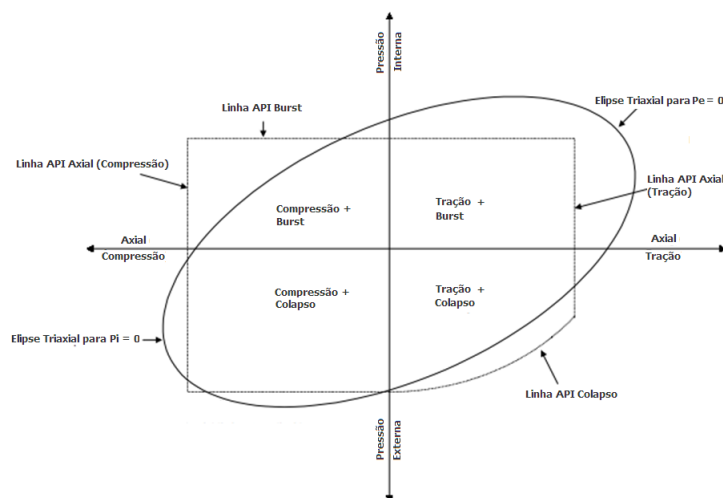 Pressão
Interna
Elipse Triaxial para Pe = 0
Linha API Burst
Linha API Axial (Compressão)
Linha API Axial
(Tração)
Compressão +
Burst
Tração +
Burst
Axial
Compressão
Axial
Tração
Compressão +
Colapso
Tração +
Colapso
Elipse Triaxial para Pi = 0
Linha API Colapso
Pressão
Externa